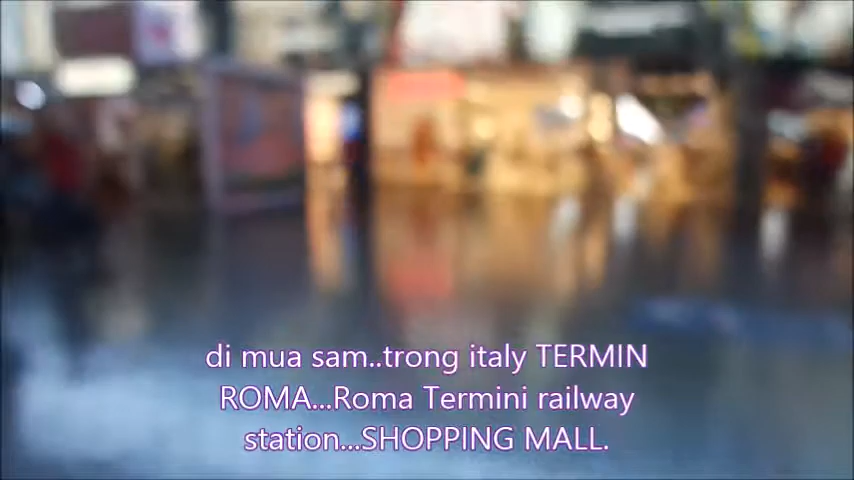 di mua sam..trong italy TERMIN
ROMA...Roma Termini railway
station...SHOPPING MALL.